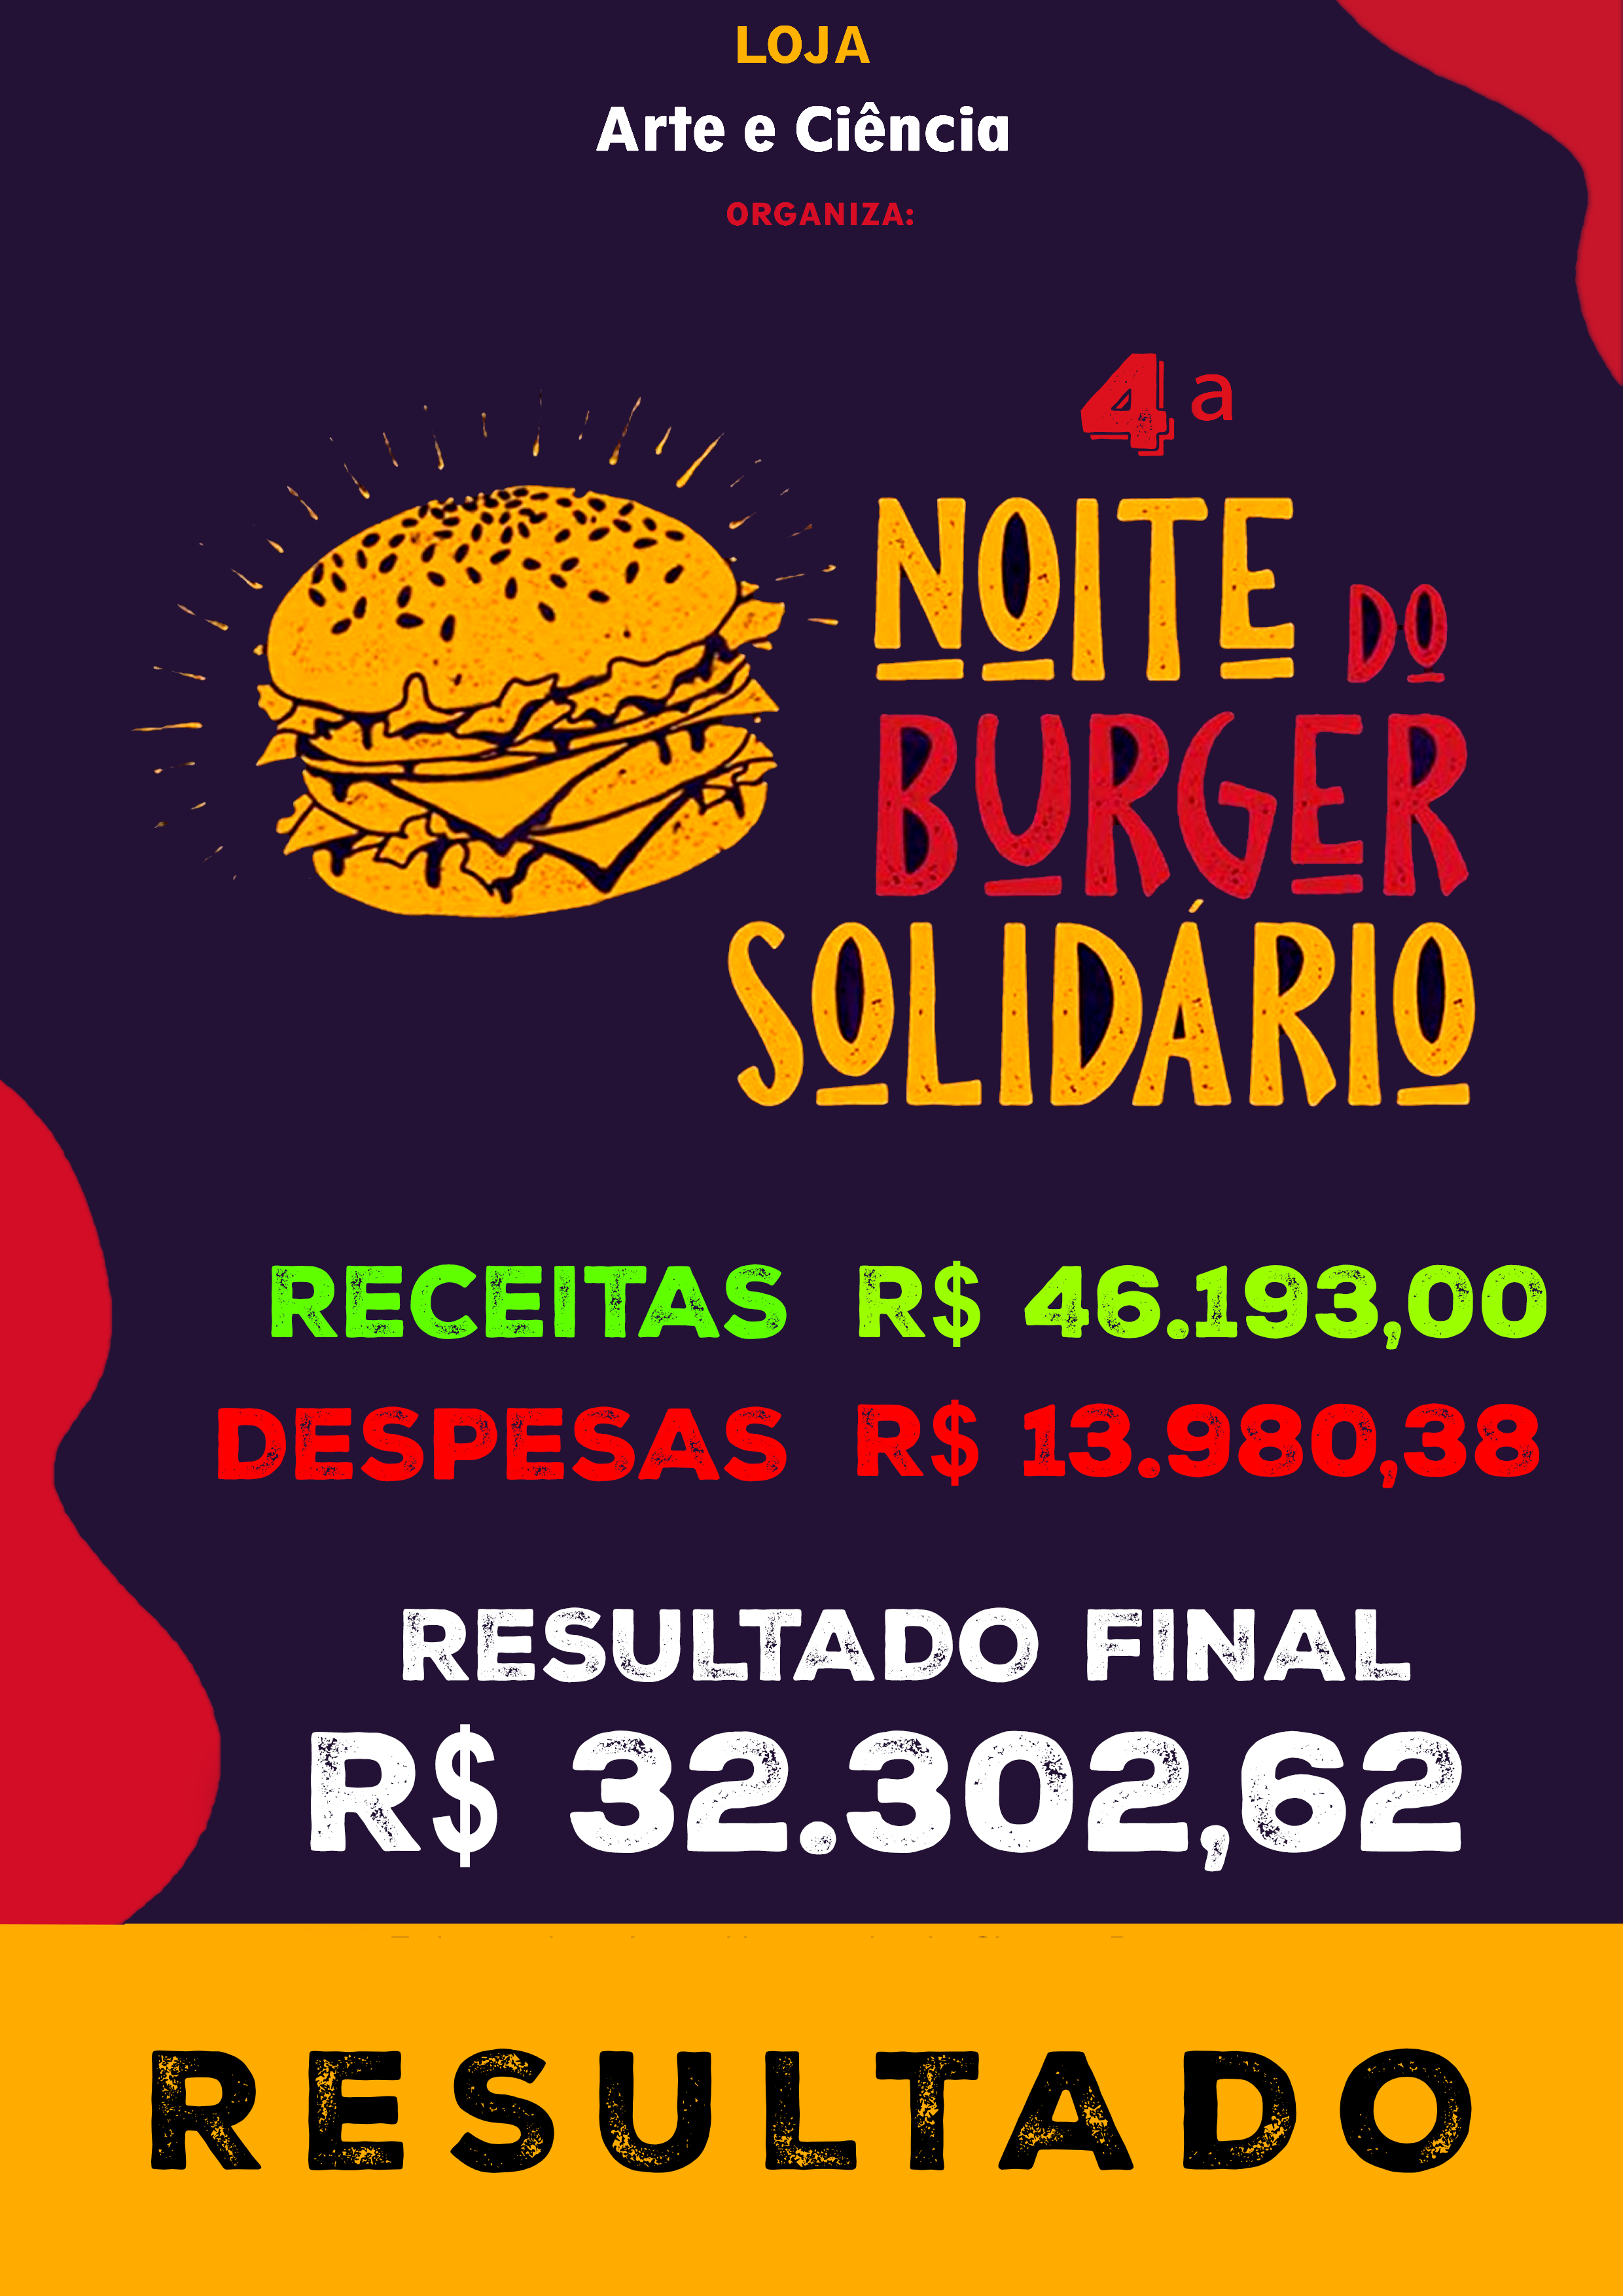 LOJA
Arte e Ciência
ORGANIZA:
4a
NOITE DO
BURGER
SOLIDÁRIO
RECEITAS R$ 46.193,00
DESPESAS R$ 13.980,38
RESULTADO FINAL
R$ 32.302,62
RESULTADO